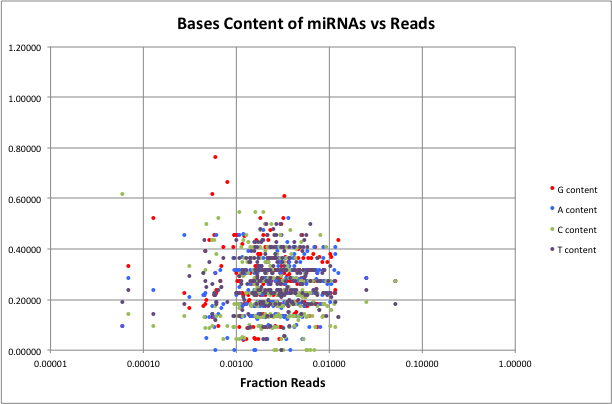 Bases Content of miRNAs vs Reads
1.20000
1.00000
0.80000
0.60000
0.40000
0.20000
0.00000
0.00001
0.00010
0.00100
0.01000
0.10000
1.00000
Fraction Reads
G content
A content
C content
T content